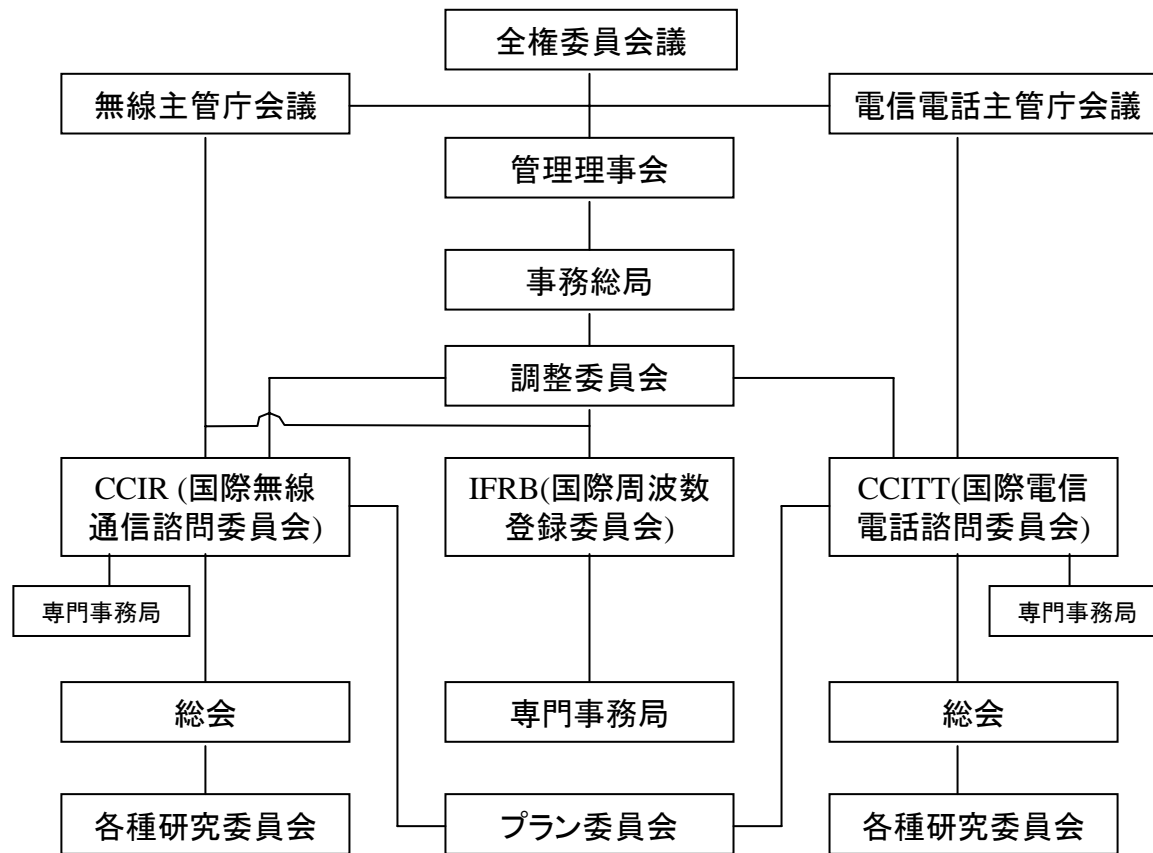 全権委員会議
無線主管庁会議
電信電話主管庁会議
管理理事会
事務総局
調整委員会
CCIR (国際無線
通信諮問委員会)
IFRB(国際周波数
登録委員会)
CCITT(国際電信
電話諮問委員会)
専門事務局
専門事務局
総会
専門事務局
総会
各種研究委員会
プラン委員会
各種研究委員会